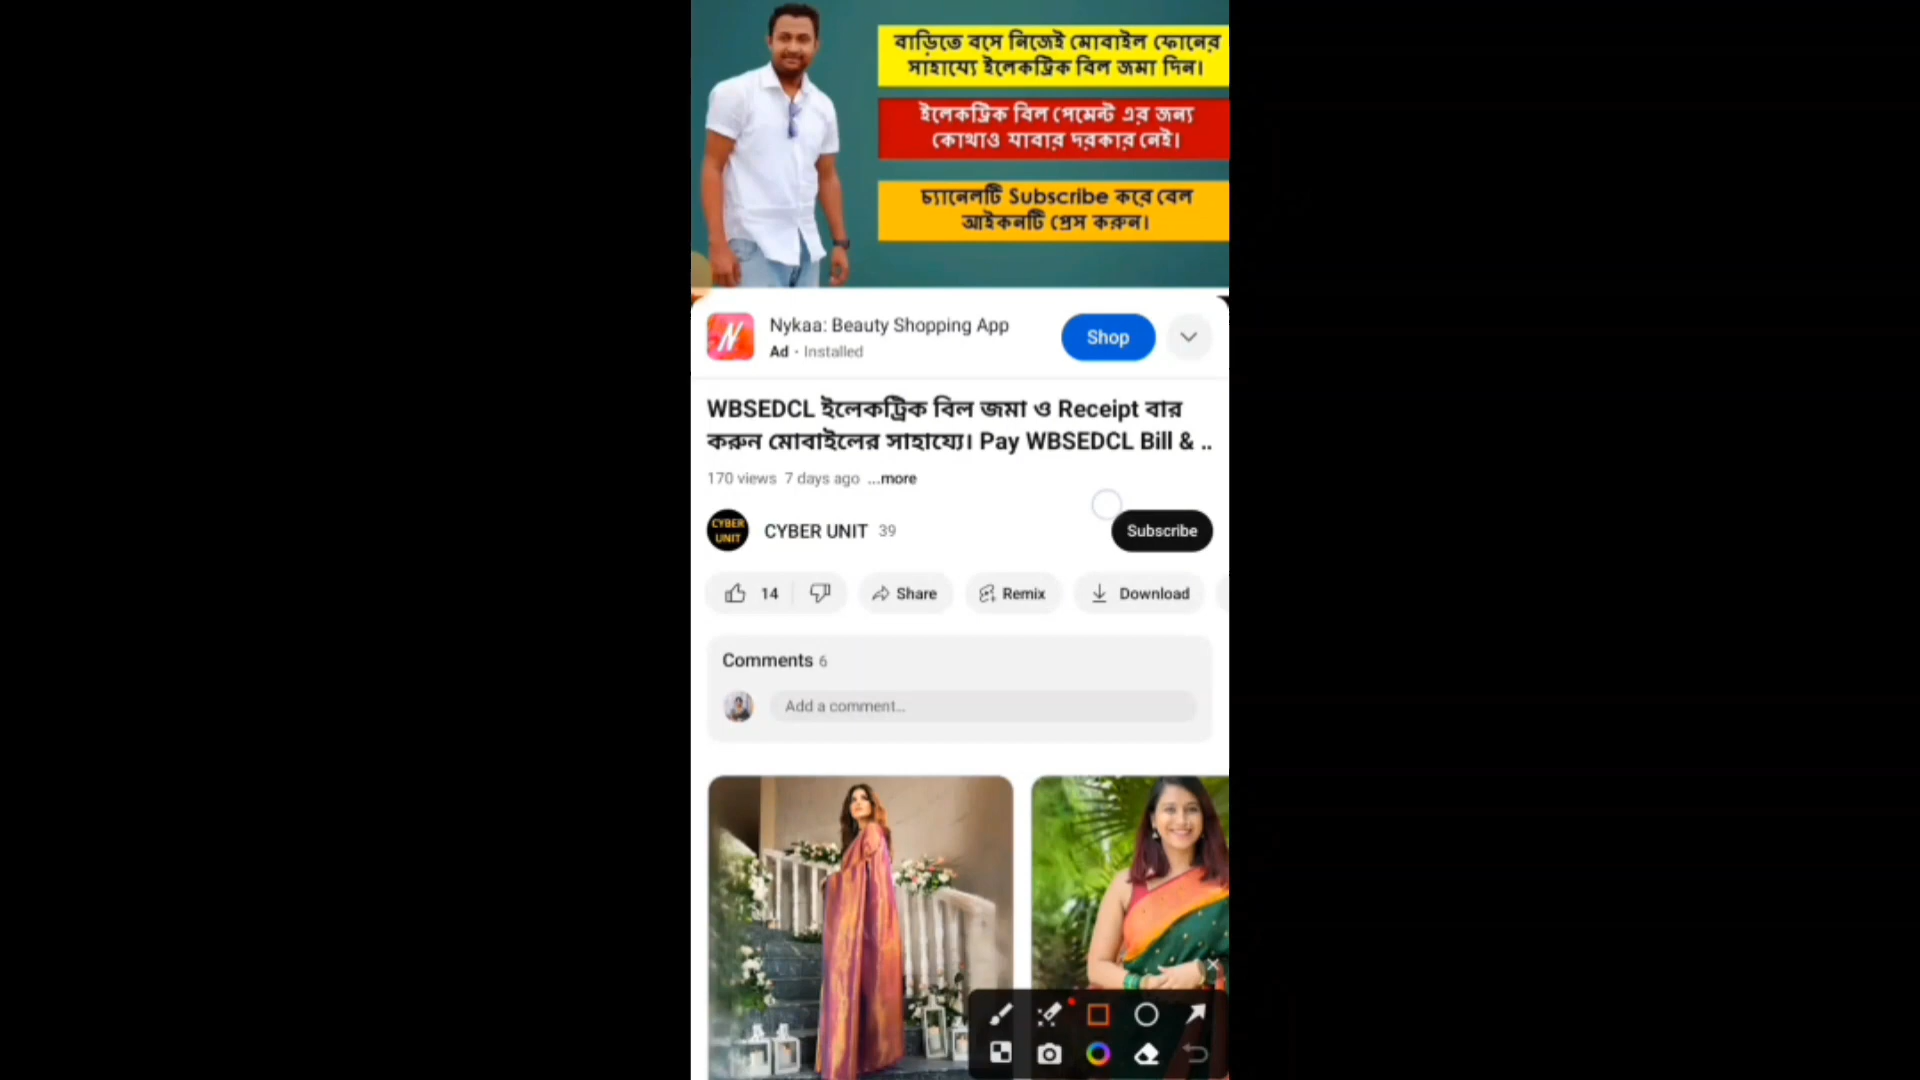 বাড়িতে বসে নিজেই মোবাইল ফোনের
সাহায্যে ইলেকট্রিক বিল জমা দিন।
ইলেকট্রিক বিল পেমেন্ট এর জন্য
কোথাও যাবার দরকার নেই।
চ্যানেলটি Subscribe করে বেল
আইকনটি প্রেস করুন।
N
Nykaa: Beauty Shopping App
Ad · Installed
Shop
WBSEDCL ইলেকট্রিক বিল জমা ও Receipt বার
করুন মোবাইলের সাহায্যে। Pay WBSEDCL Bill & ..
170 views 7 days ago ...more
CYBER
UNIT
CYBER UNIT 39
Subscribe
14
Share
Remix
Download
Comments 6
Add a comment...